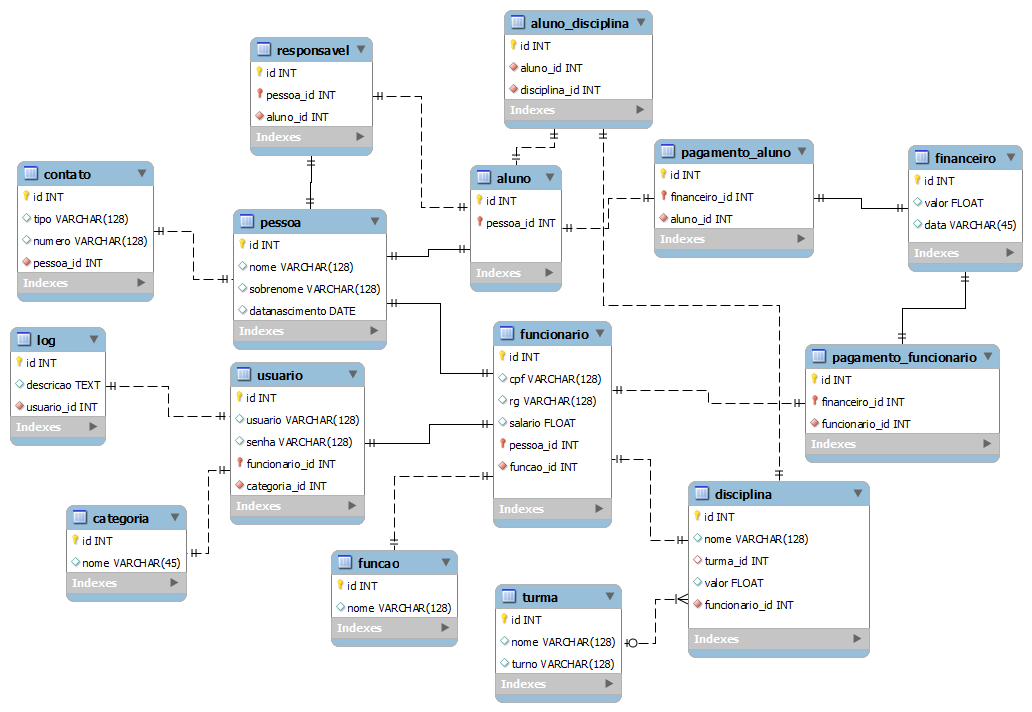 aluno_disciplina
id INT
aluno_id INT
disciplina_id INT
Indexes
responsavel
id INT
pessoa_id INT
aluno_id INT
Indexes
pagamento_aluno
id INT
financeiro_id INT
aluno_id INT
Indexes
financeiro
id INT
valor FLOAT
data VARCHAR(45)
Indexes
contato
id INT
tipo VARCHAR(128)
numero VARCHAR(128)
pessoa_id INT
Indexes
aluno
id INT
pessoa_id INT
Indexes
pessoa
id INT
nome VARCHAR(128)
sobrenome VARCHAR(128)
datanascimento DATE
Indexes
log
id INT
descricao TEXT
usuario_id INT
Indexes
usuario
id INT
usuario VARCHAR(128)
senha VARCHAR(128)
funcionario_id INT
categoria_id INT
Indexes
funcionario
id INT
cpf VARCHAR(128)
rg VARCHAR(128)
salario FLOAT
pessoa_id INT
funcao_id INT
Indexes
pagamento_funcionario
id INT
financeiro_id INT
funcionario_id INT
Indexes
categoria
id INT
nome VARCHAR(45)
Indexes
funcao
id INT
nome VARCHAR(128)
Indexes
disciplina
id INT
nome VARCHAR(128)
turma_id INT
valor FLOAT
funcionario_id INT
Indexes
turma
id INT
nome VARCHAR(128)
turno VARCHAR(128)
Indexes